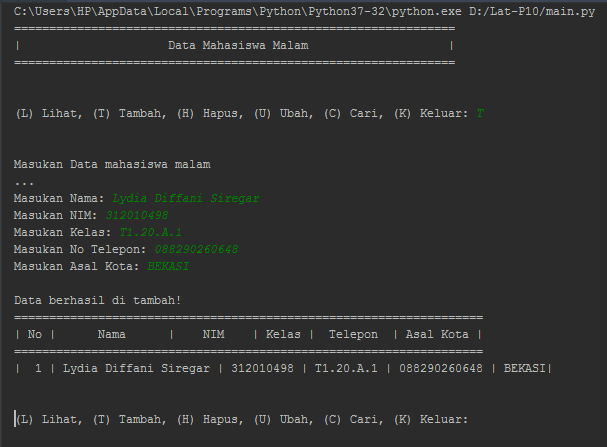 C:\Users\HP\AppData\Local\Programs\Python\Python37-32\python.exe D:/Lat-P10/main.py
===============================================================
| Data Mahasiswa Malam |
===============================================================
(L) Lihat, (T) Tambah, (H) Hapus, (U) Ubah, (C) Cari, (K) Keluar: T
Masukan Data mahasiswa malam
...
Masukan Nama: Lydia Diffani Siregar
Masukan NIM: 312010498
Masukan Kelas: T1.20.A.1
Masukan No Telepon: 088290260648
Masukan Asal Kota: BEKASI
Data berhasil di tambah!
===================================================================
| No | Nama | NIM | Kelas | Telepon | Asal Kota |
===================================================================
| 1 | Lydia Diffani Siregar | 312010498 | T1.20.A.1 | 088290260648 | BEKASI|
(L) Lihat, (T) Tambah, (H) Hapus, (U) Ubah, (C) Cari, (K) Keluar: